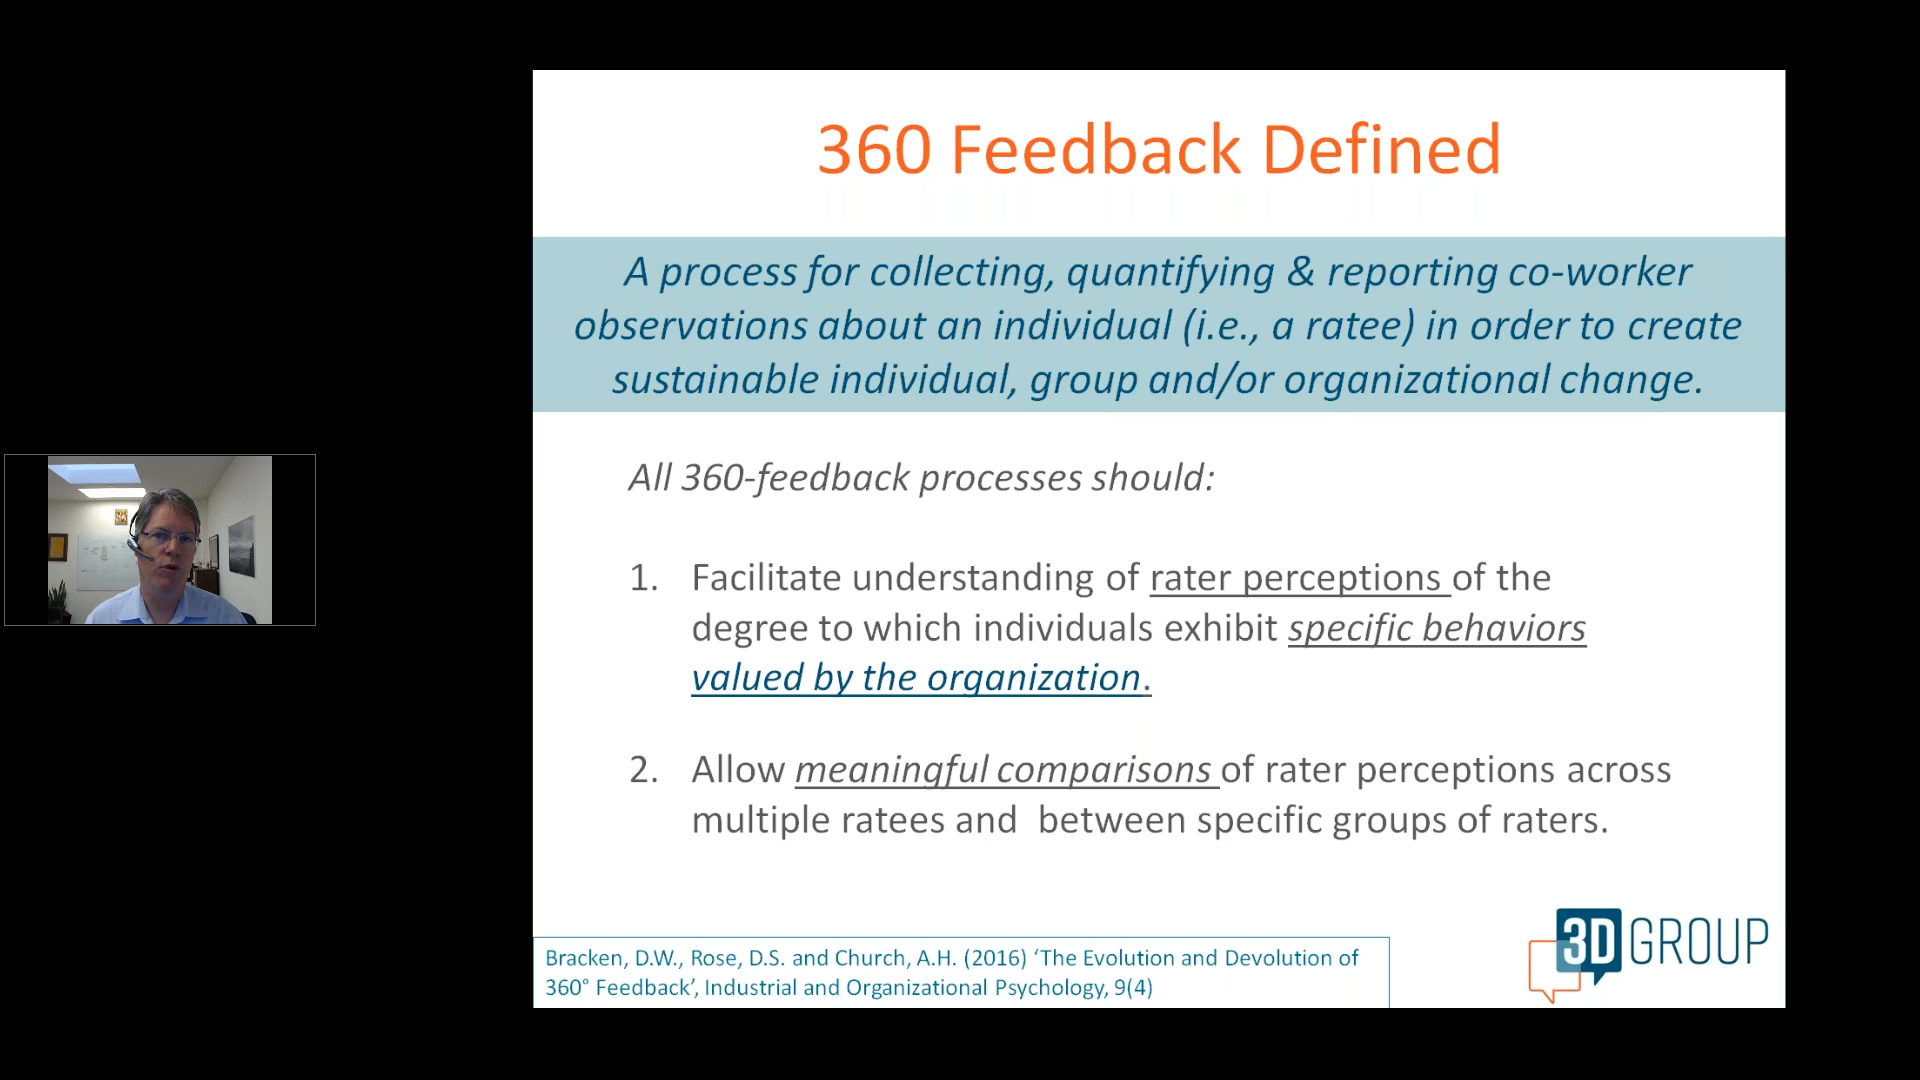 360 Feedback Defined
A process for collecting, quantifying & reporting co-worker
observations about an individual (i.e., a ratee) in order to create
sustainable individual, group and/or organizational change.
All 360-feedback processes should:
1. Facilitate understanding of rater perceptions of the
degree to which individuals exhibit specific behaviors
valued by the organization.
2. Allow meaningful comparisons of rater perceptions across
multiple ratees and  between specific groups of raters.
Bracken, D.W., Rose, D.S. and Church, A.H. (2016) ‘The Evolution and Devolution of
360° Feedback’, Industrial and Organizational Psychology, 9(4)
3D GROUP